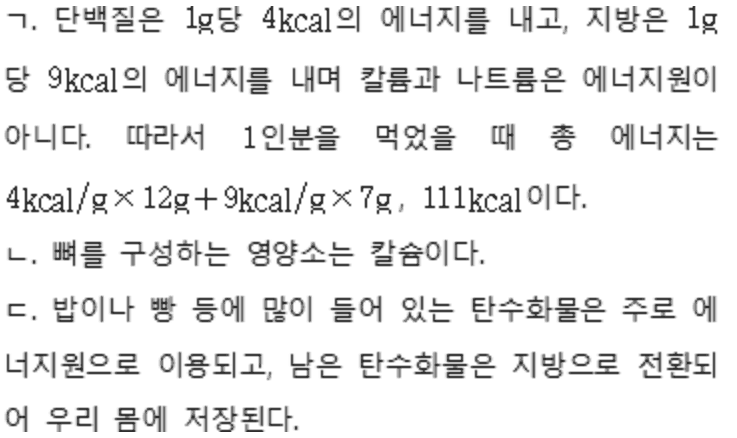 ㄱ. 단백질은 1g당 4kcal의 에너지를 내고, 지방은 1g
당 9kcal의 에너지를 내며 칼륨과 나트륨은 에너지원이
아니다. 따라서 1인분을 먹었을 때 총 에너지는
4kcal/g×12g+9kcal/g×7g, 111kcal이다.
ㄴ. 뼈를 구성하는 영양소는 칼슘이다.
ㄷ. 밥이나 빵 등에 많이 들어 있는 탄수화물은 주로 에
너지원으로 이용되고, 남은 탄수화물은 지방으로 전환되
어 우리 몸에 저장된다.